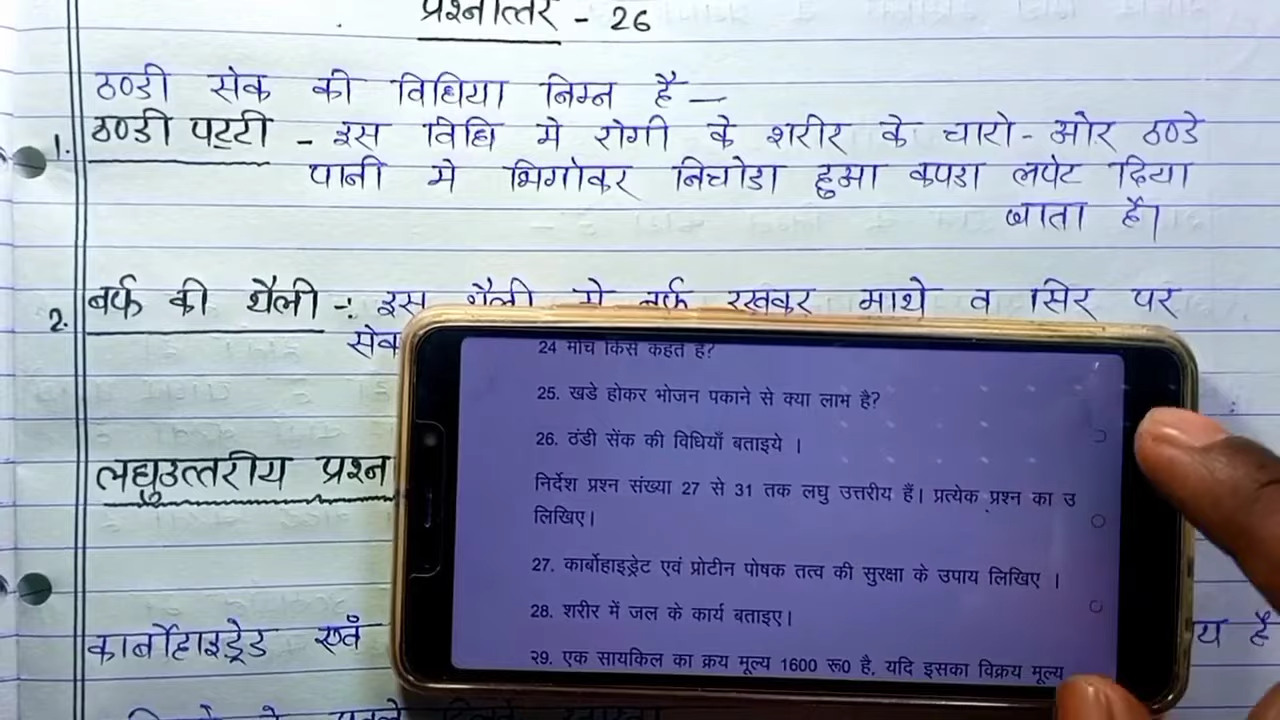 प्रश्नोत्तर - 26
ठण्डी सेक की विधिया निम्न है –
1. ठण्डी पट्टी - इस विधि मे रोगी के शरीर के चारो-ओर ठण्डे
पानी मे भिगोकर निचोडा हुआ कपडा लपेट दिया
जाता है।
2. बर्फ की थैली -: इस थैली मे बर्फ रखकर माथे व सिर पर
सेक
24 मोच किसे कहते हैं?
25. खडे होकर भोजन पकाने से क्या लाभ है?
26. ठंडी सेंक की विधियाँ बताइये ।
निर्देश प्रश्न संख्या 27 से 31 तक लघु उत्तरीय हैं। प्रत्येक प्रश्न का उ
लिखिए।
27. कार्बोहाइड्रेट एवं प्रोटीन पोषक तत्व की सुरक्षा के उपाय लिखिए ।
28. शरीर में जल के कार्य बताइए।
२9. एक सायकिल का क्रय मूल्य 1600 रू0 है, यदि इसका विक्रय मूल्य
लघुउत्तरीय प्रश्न
कार्बोहाइड्रेड एवं
य है